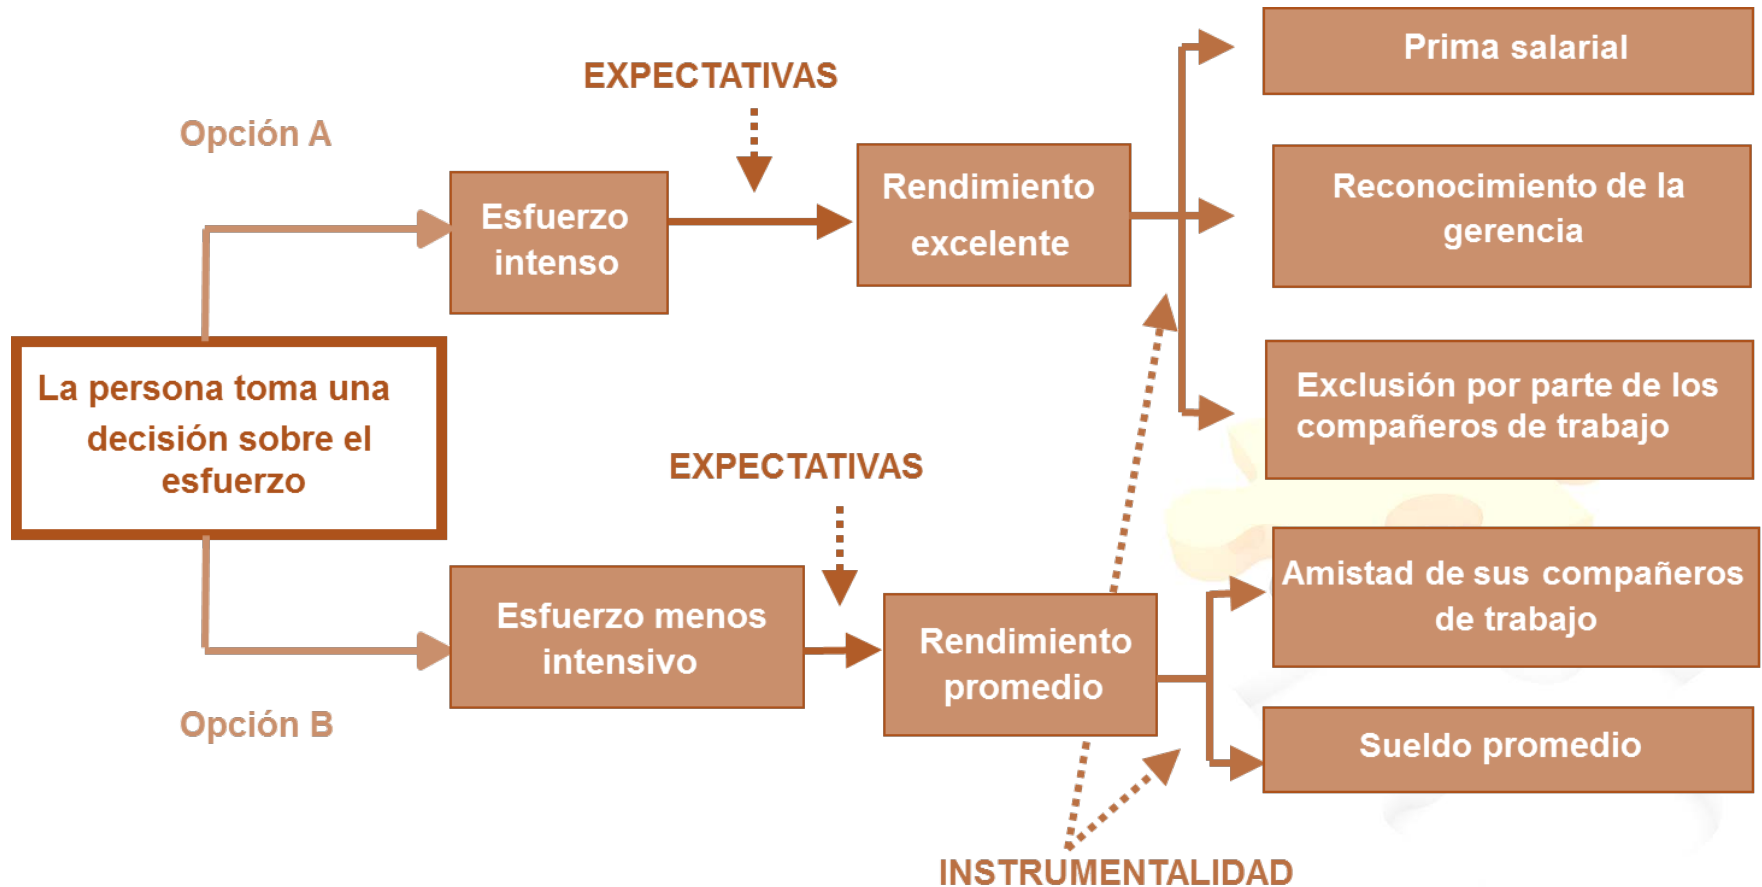 EXPECTATIVAS
Opción A
Esfuerzo
intenso
Rendimiento
excelente
Prima salarial
Reconocimiento de la
gerencia
Exclusión por parte de los
compañeros de trabajo
La persona toma una
decisión sobre el
esfuerzo
EXPECTATIVAS
Opción B
Esfuerzo menos
intensivo
Rendimiento
promedio
Amistad de sus compañeros
de trabajo
Sueldo promedio
INSTRUMENTALIDAD